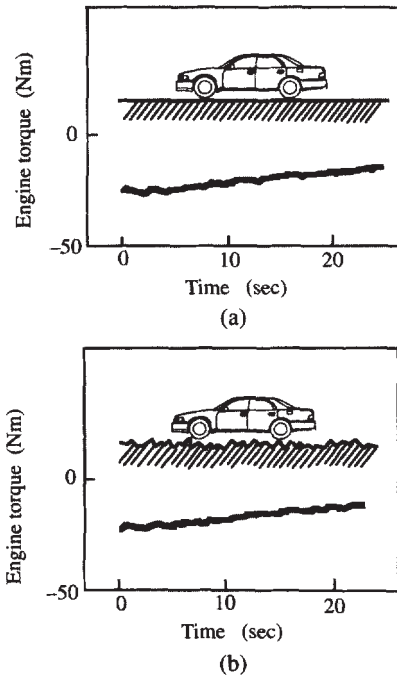 Engine torque (Nm)
0
−50
0 10 20
Time (sec)
(a)
Engine torque (Nm)
0
−50
0 10 20
Time (sec)
(b)